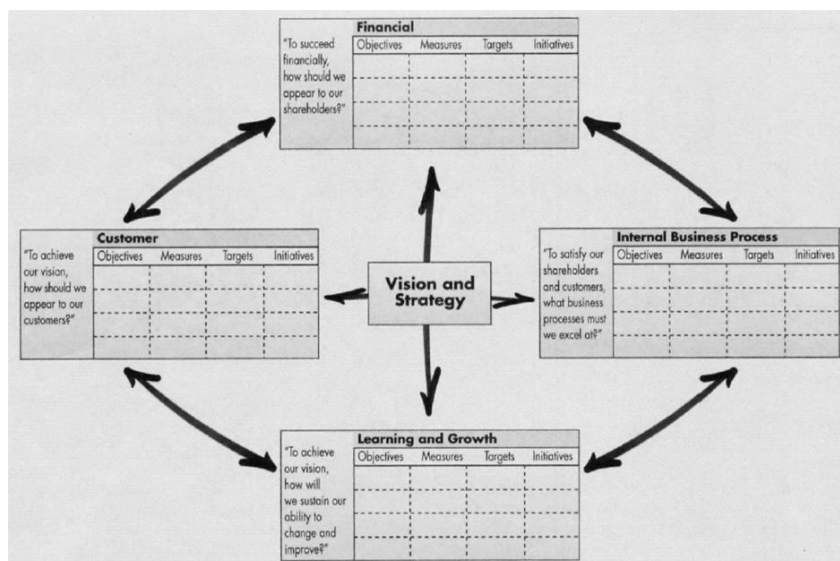 Financial
"To succeed
financially,
how should we
appear to our
shareholders?"
Objectives Measures Targets Initiatives
Customer
"To achieve
our vision,
how should we
appear to our
customers?"
Objectives Measures Targets Initiatives
Vision and
Strategy
Internal Business Process
"To satisfy our
shareholders
and customers,
what business
processes must
we excel at?"
Objectives Measures Targets Initiatives
Learning and Growth
"To achieve
our vision,
how will
we sustain our
ability to
change and
improve?"
Objectives Measures Targets Initiatives